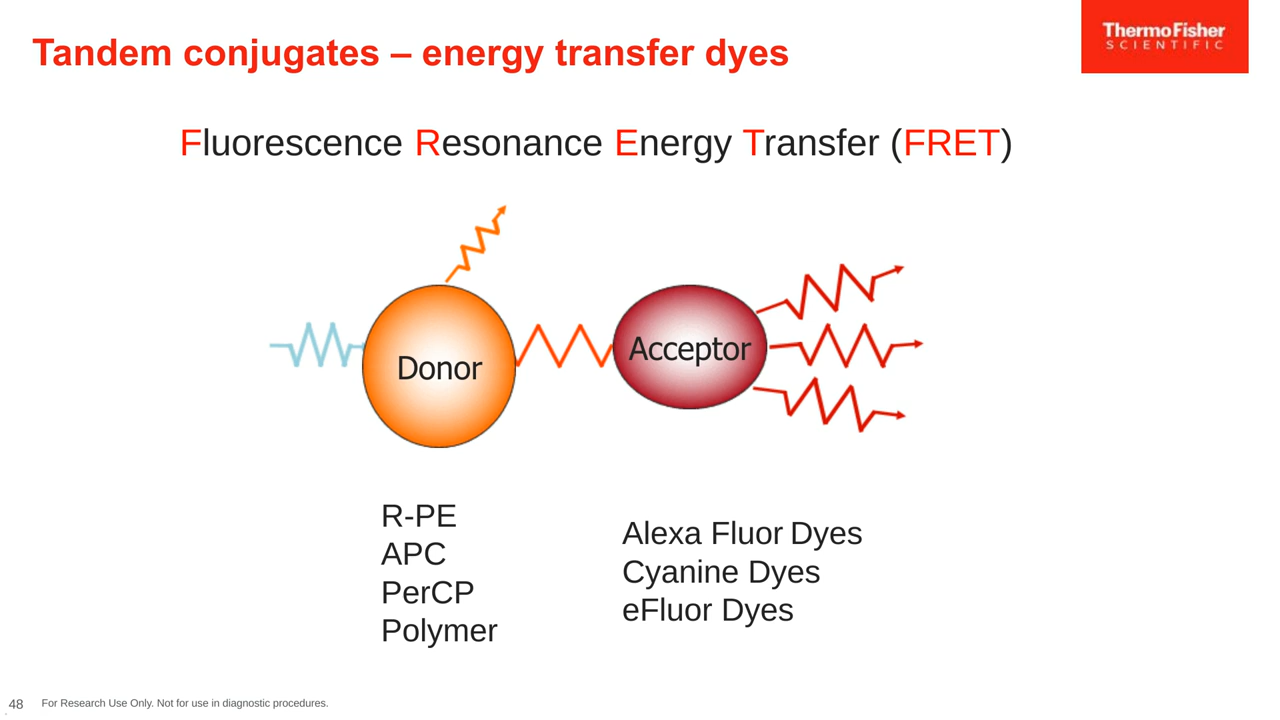 Tandem conjugates – energy transfer dyes
ThermoFisher
SCIENTIFIC
Fluorescence Resonance Energy Transfer (FRET)
Donor
Acceptor
R-PE
APC
PerCP
Polymer
Alexa Fluor Dyes
Cyanine Dyes
eFluor Dyes
48 For Research Use Only. Not for use in diagnostic procedures.